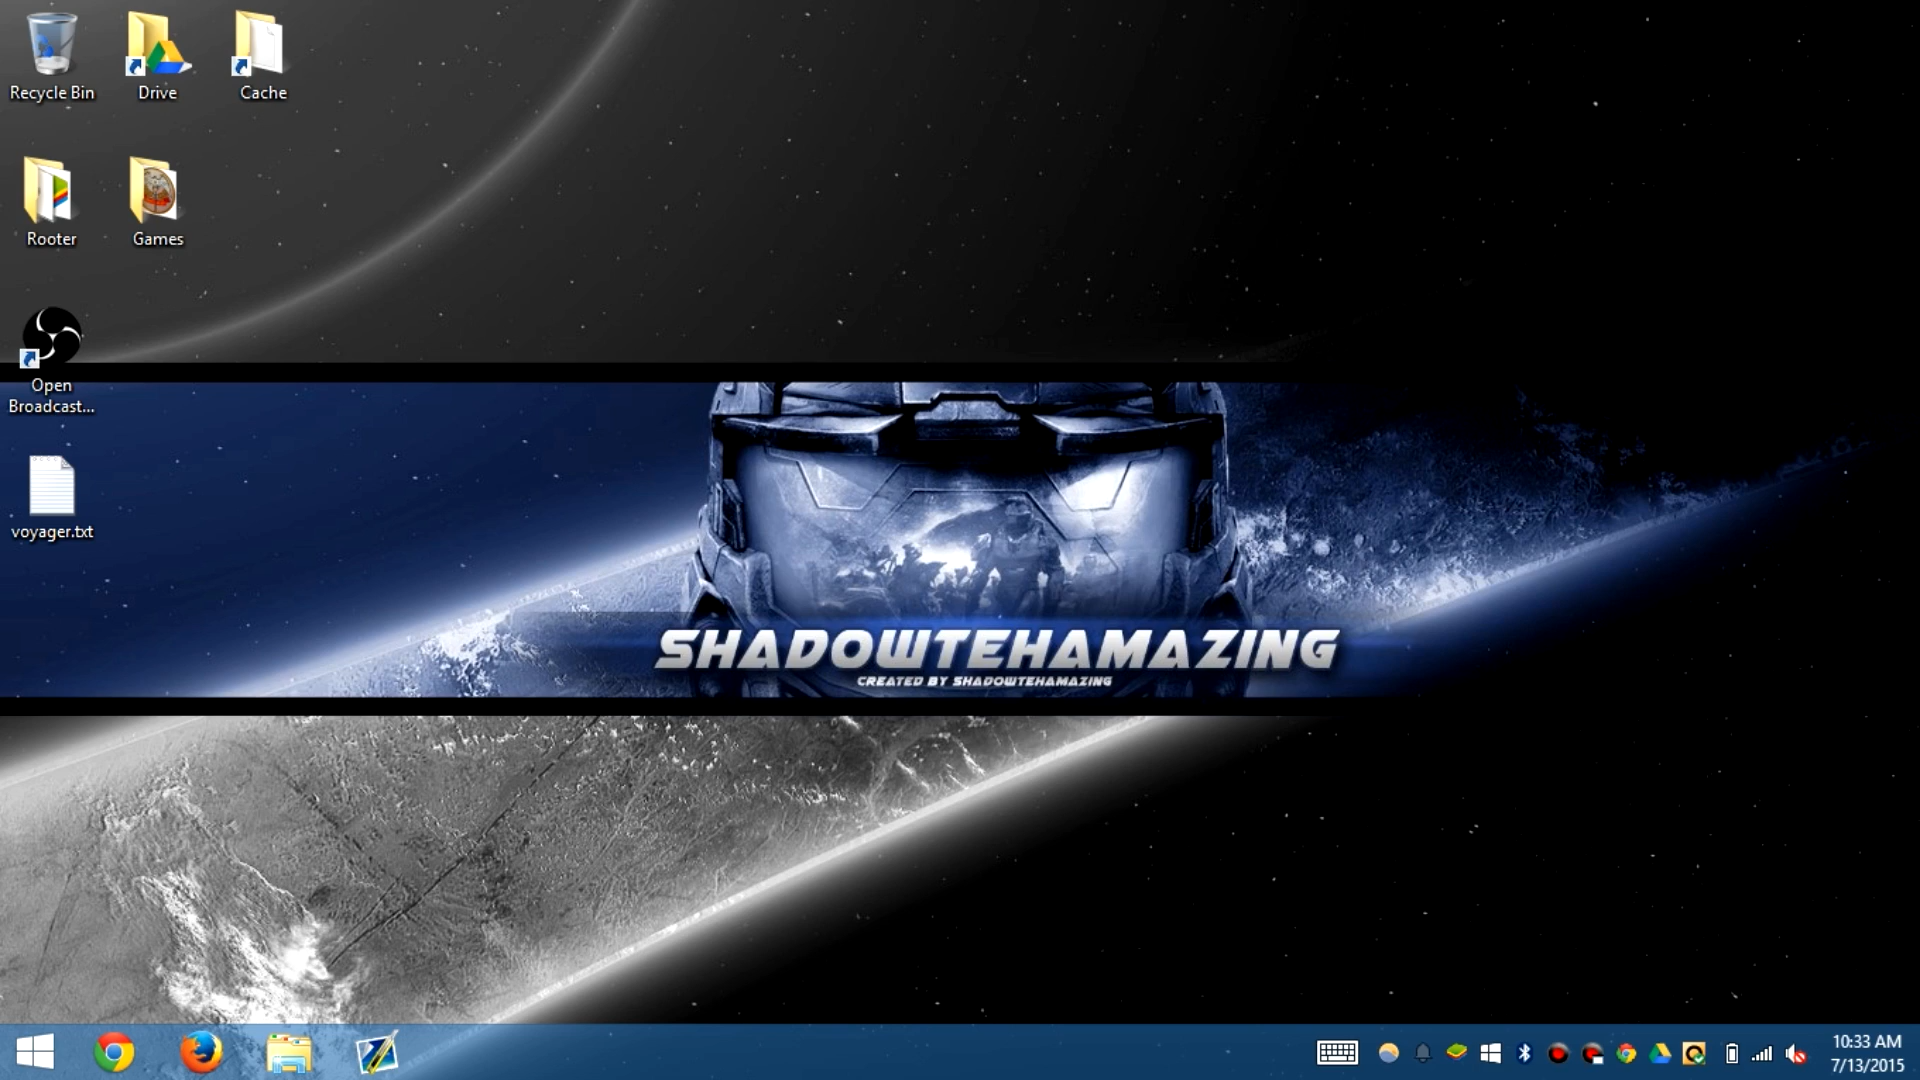 Recycle Bin
Drive
Cache
Rooter
Games
Open
Broadcast...
voyager.txt
SHADOWTEHAMAZING
CREATED BY SHADOWTEHAMAZING
10:33 AM
7/13/2015